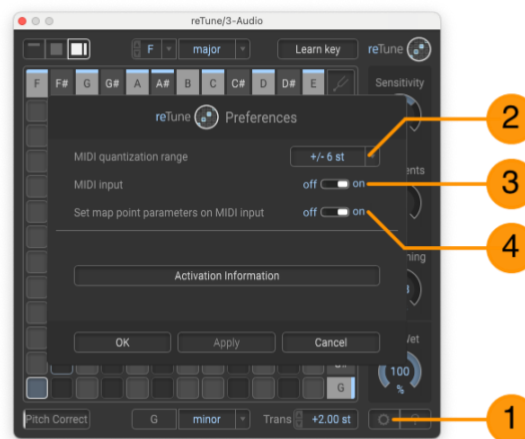 reTune/3-Audio
F major Learn key reTune
F F# G G# A A# B C C# D D# E Sensitivity
reTune Preferences
2
MIDI quantization range +/- 6 st
MIDI input off on
3
Set map point parameters on MIDI input off on
4
Activation Information
OK Apply Cancel
100
%
G
Pitch Correct G minor Trans +2.00 st ?
1